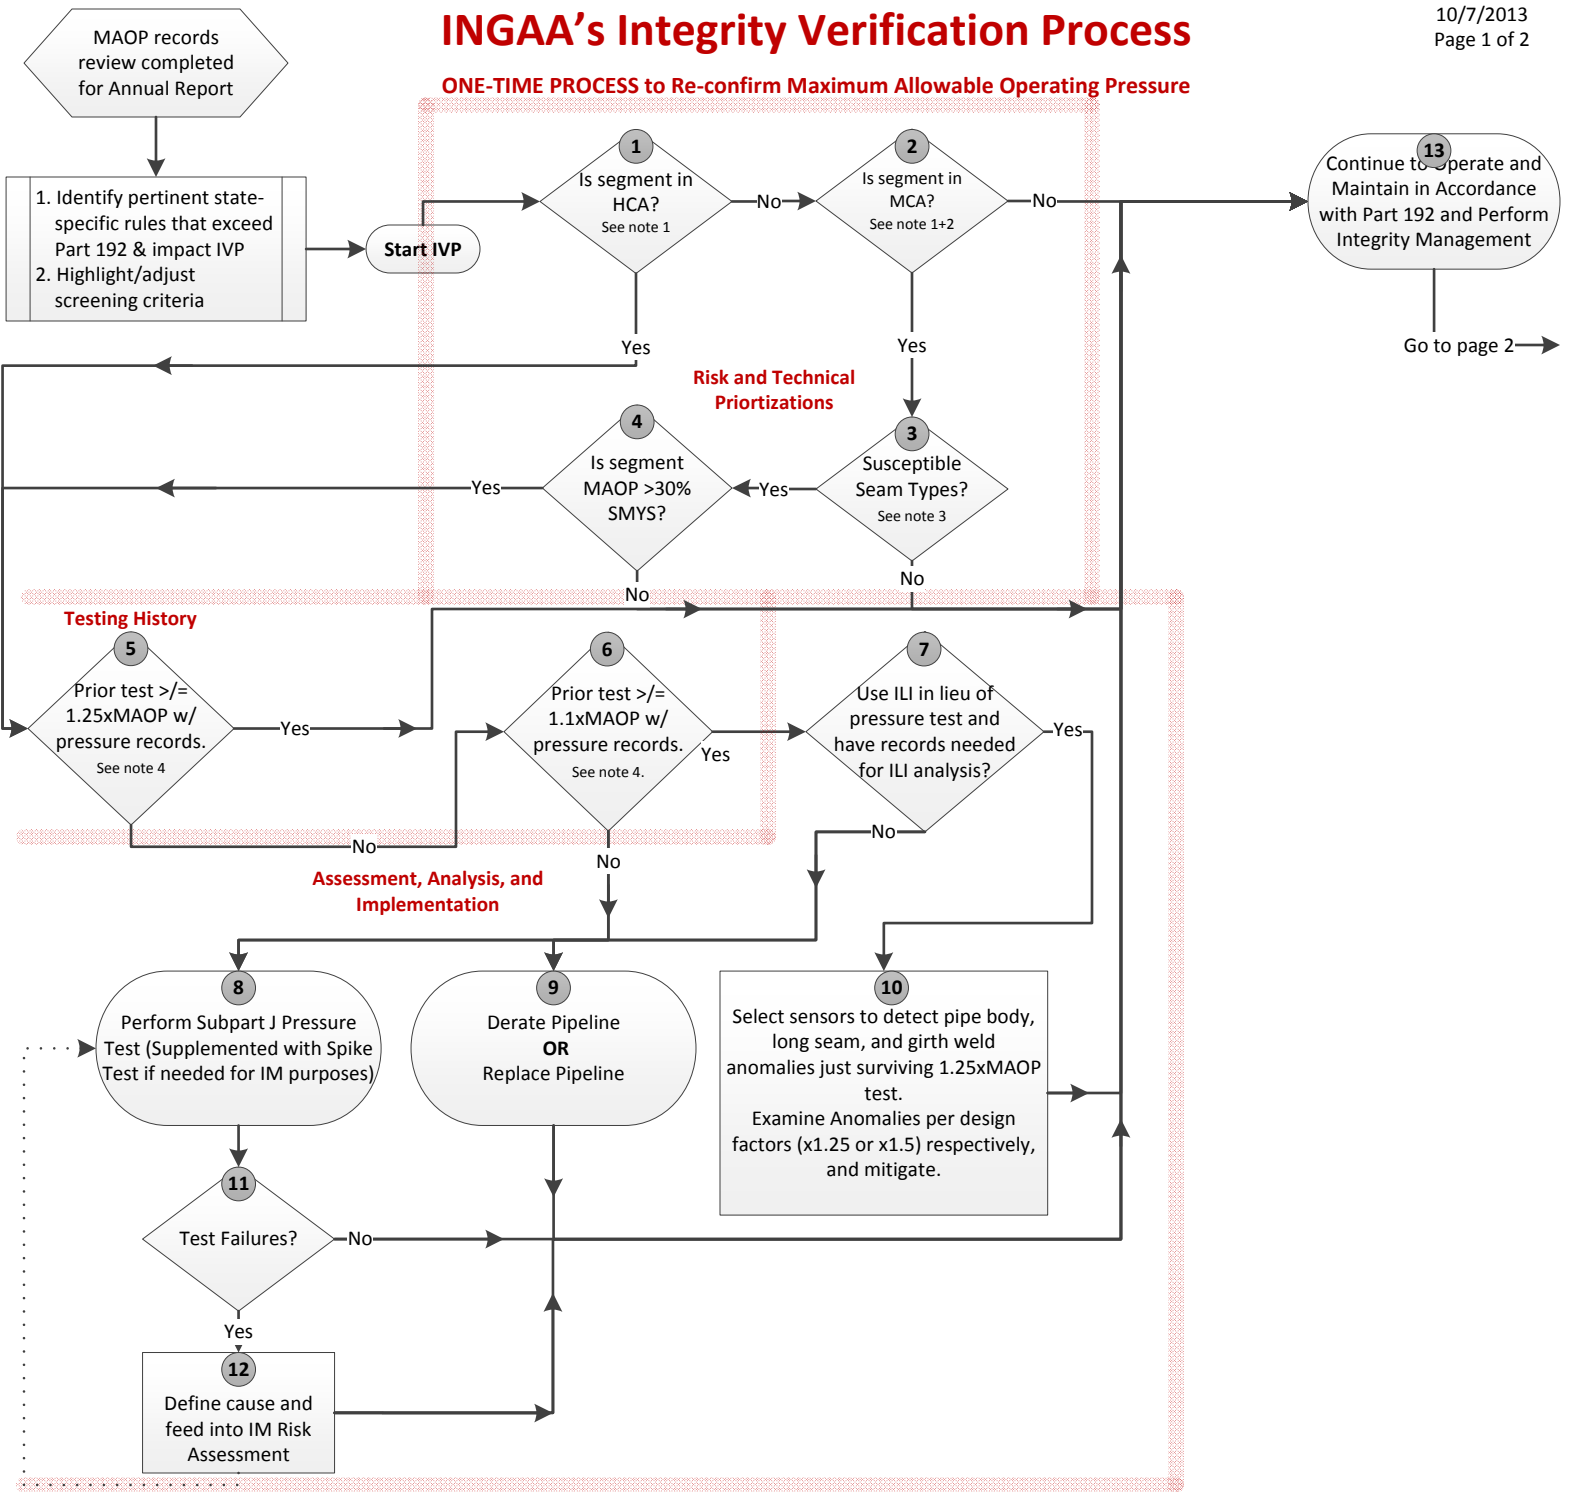 INGAA's Integrity Verification Process
10/7/2013
Page 1 of 2
ONE-TIME PROCESS to Re-confirm Maximum Allowable Operating Pressure
MAOP records
review completed
for Annual Report
1. Identify pertinent state-
specific rules that exceed
Part 192 & impact IVP
2. Highlight/adjust
screening criteria
Start IVP
1
Is segment in
HCA?
See note 1
No
Yes
2
Is segment in
MCA?
See note 1+2
No
Yes
13
Continue to Operate and
Maintain in Accordance
with Part 192 and Perform
Integrity Management
Go to page 2
Risk and Technical
Priortizations
4
Is segment
MAOP >30%
SMYS?
Yes
No
3
Susceptible
Seam Types?
See note 3
Yes
No
Testing History
5
Prior test >/=
1.25xMAOP w/
pressure records.
See note 4
Yes
No
6
Prior test >/=
1.1xMAOP w/
pressure records.
See note 4.
Yes
No
7
Use ILI in lieu of
pressure test and
have records needed
for ILI analysis?
Yes
No
Assessment, Analysis, and
Implementation
8
Perform Subpart J Pressure
Test (Supplemented with Spike
Test if needed for IM purposes)
9
Derate Pipeline
OR
Replace Pipeline
10
Select sensors to detect pipe body,
long seam, and girth weld
anomalies just surviving 1.25xMAOP
test.
Examine Anomalies per design
factors (x1.25 or x1.5) respectively,
and mitigate.
11
Test Failures?
No
Yes
12
Define cause and
feed into IM Risk
Assessment